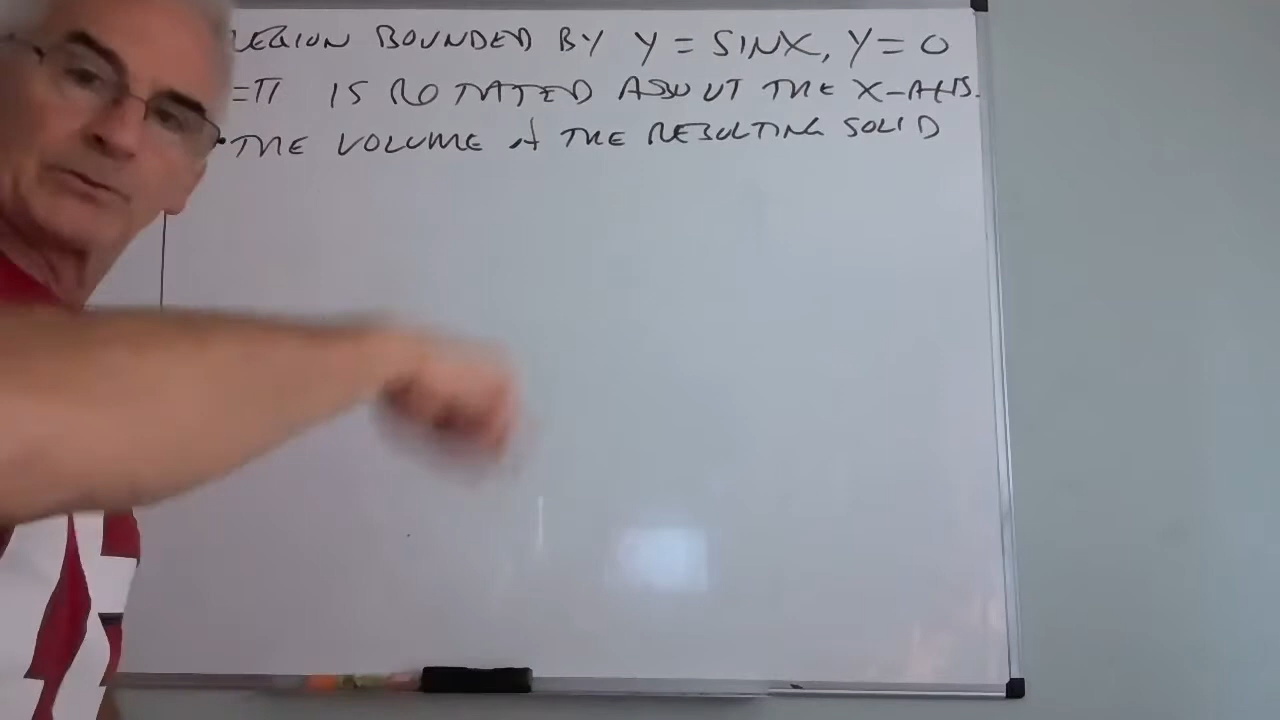 REGION BOUNDED BY Y = SINX, Y = 0
= π IS ROTATED ABOUT THE X-AXIS.
THE VOLUME of THE RESULTING SOLID